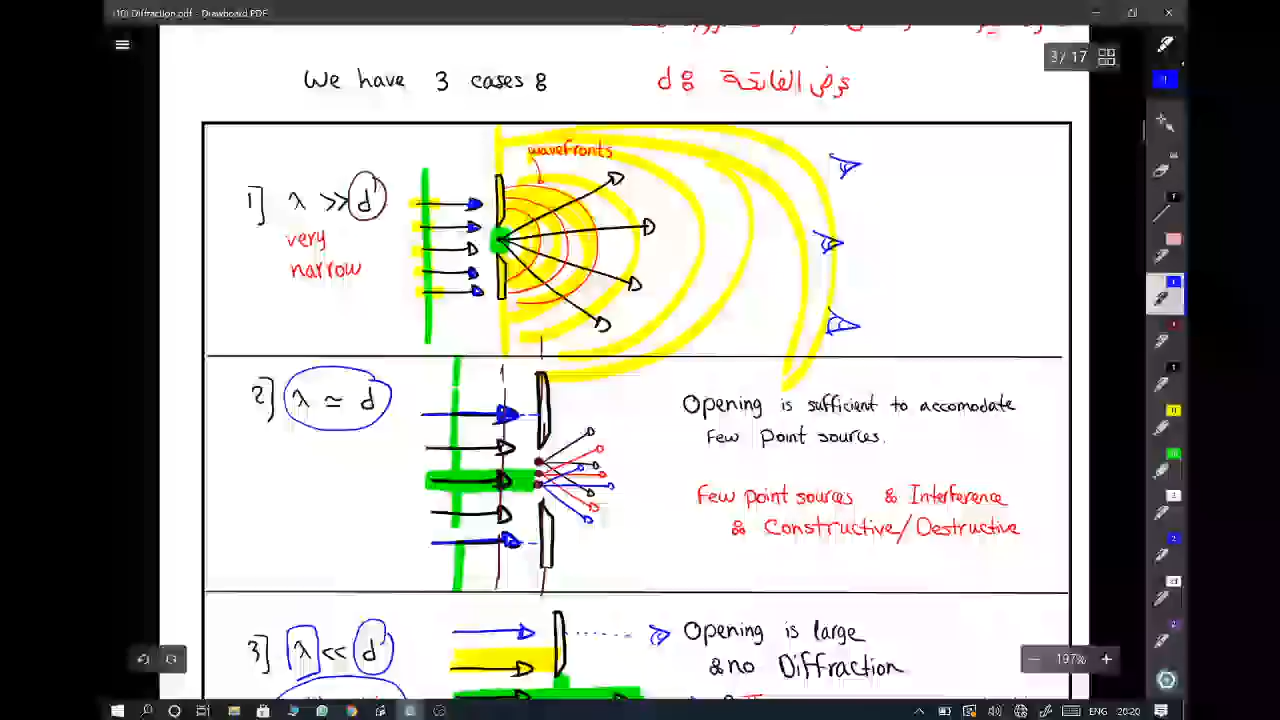 (10) Diffraction.pdf - Drawboard PDF
3 / 17
We have 3 cases :
d : عرض الفتحة
wavefronts
1] λ >> d
very
narrow
2] λ ≃ d
Opening is sufficient to accomodate
Few point sources.
Few point sources & Interference
& Constructive/Destructive
3] λ << d
Opening is large
& no Diffraction
197%
ENG 20:20